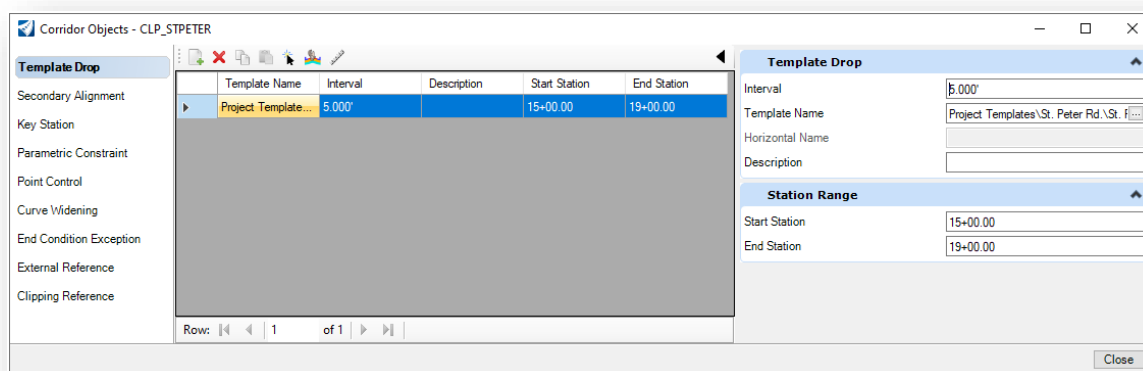 Corridor Objects - CLP_STPETER
Template Drop
Secondary Alignment
Key Station
Parametric Constraint
Point Control
Curve Widening
End Condition Exception
External Reference
Clipping Reference
Template Name Interval Description Start Station End Station
Project Template... 5.000' 15+00.00 19+00.00
Row: 1 of 1
Template Drop
Interval 5.000'
Template Name Project Templates\St. Peter Rd.\St. F ...
Horizontal Name
Description
Station Range
Start Station 15+00.00
End Station 19+00.00
Close